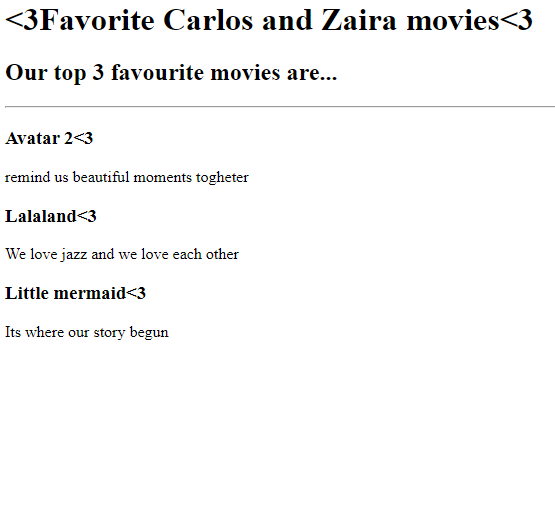 <3Favorite Carlos and Zaira movies<3
Our top 3 favourite movies are...
Avatar 2<3
remind us beautiful moments togheter
Lalaland<3
We love jazz and we love each other
Little mermaid<3
Its where our story begun